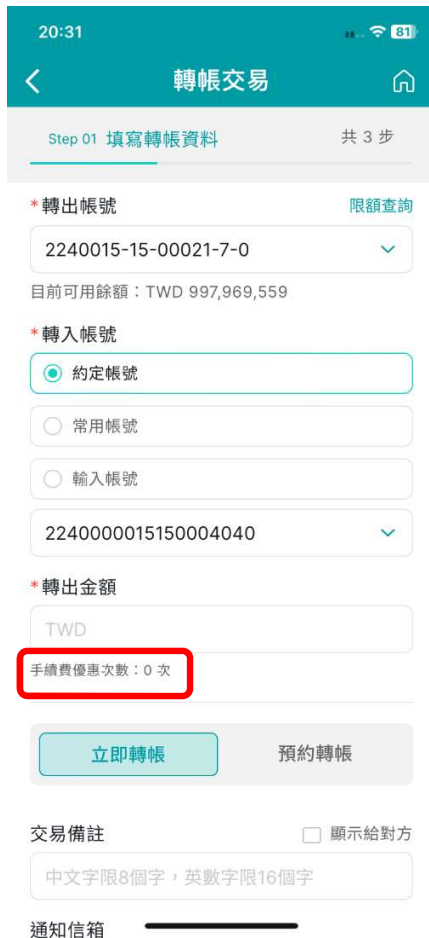 20:31
81
轉帳交易
Step 01 填寫轉帳資料 共 3 步
*轉出帳號 限額查詢
2240015-15-00021-7-0
目前可用餘額：TWD 997,969,559
*轉入帳號
約定帳號
常用帳號
輸入帳號
2240000015150004040
*轉出金額
TWD
手續費優惠次數：0 次
立即轉帳 預約轉帳
交易備註 顯示給對方
中文字限8個字，英數字限16個字
通知信箱